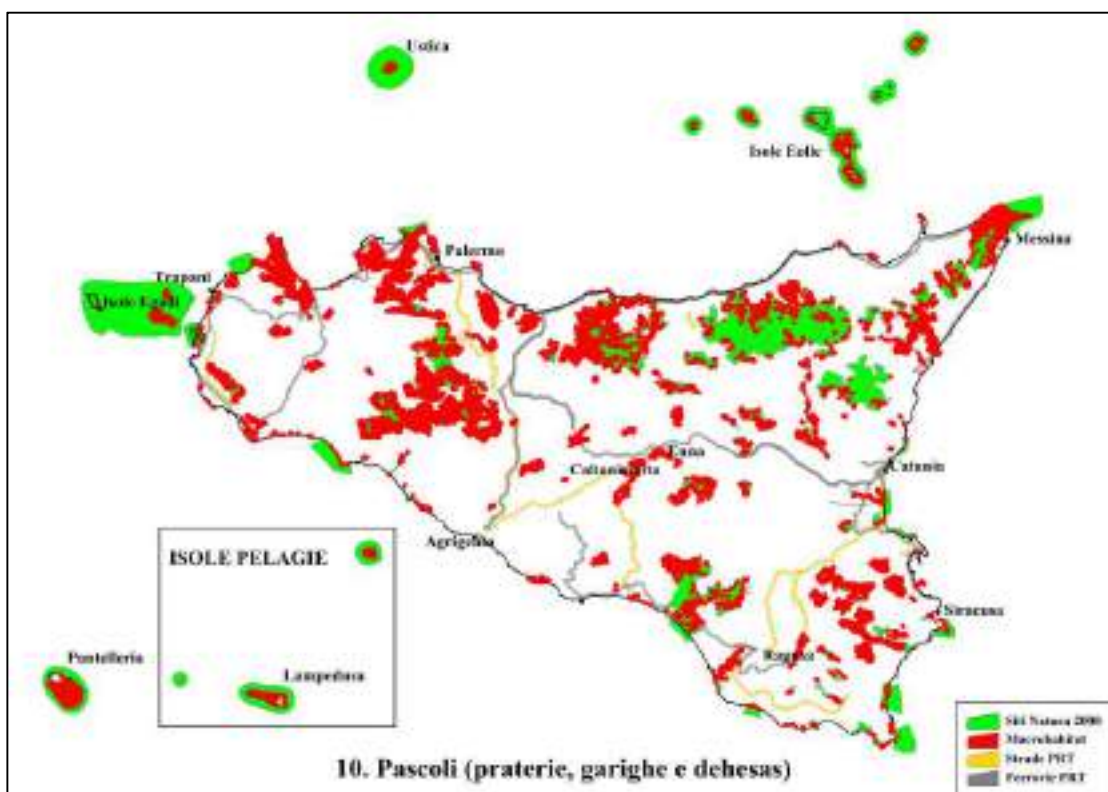 Ustica
Isole Eolie
Messina
Palermo
Trapani
Isole Egadi
Enna
Caltanissetta
Catania
Agrigento
ISOLE PELAGIE
Siracusa
Ragusa
Pantelleria
Lampedusa
Siti Natura 2000
Macrohabitat
Strade PRT
Ferrovie PRT
10. Pascoli (praterie, garighe e dehesas)